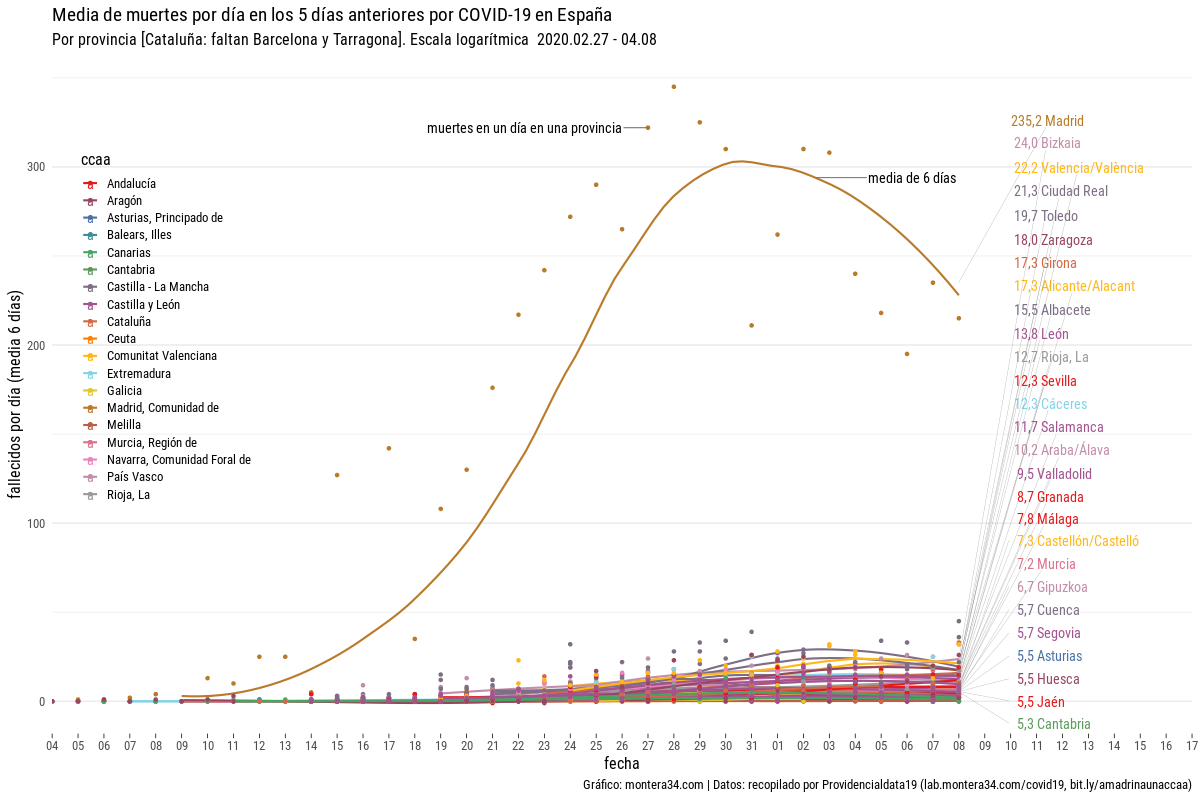 Media de muertes por día en los 5 días anteriores por COVID-19 en España
Por provincia [Cataluña: faltan Barcelona y Tarragona]. Escala logarítmica 2020.02.27 - 04.08
muertes en un día en una provincia
media de 6 días
fallecidos por día (media 6 días)
300
200
100
0
ccaa
Andalucía
Aragón
Asturias, Principado de
Balears, Illes
Canarias
Cantabria
Castilla - La Mancha
Castilla y León
Cataluña
Ceuta
Comunitat Valenciana
Extremadura
Galicia
Madrid, Comunidad de
Melilla
Murcia, Región de
Navarra, Comunidad Foral de
País Vasco
Rioja, La
235,2 Madrid
24,0 Bizkaia
22,2 Valencia/València
21,3 Ciudad Real
19,7 Toledo
18,0 Zaragoza
17,3 Girona
17,3 Alicante/Alacant
15,5 Albacete
13,8 León
12,7 Rioja, La
12,3 Sevilla
12,3 Cáceres
11,7 Salamanca
10,2 Araba/Álava
9,5 Valladolid
8,7 Granada
7,8 Málaga
7,3 Castellón/Castelló
7,2 Murcia
6,7 Gipuzkoa
5,7 Cuenca
5,7 Segovia
5,5 Asturias
5,5 Huesca
5,5 Jaén
5,3 Cantabria
04 05 06 07 08 09 10 11 12 13 14 15 16 17 18 19 20 21 22 23 24 25 26 27 28 29 30 31 01 02 03 04 05 06 07 08 09 10 11 12 13 14 15 16 17
fecha
Gráfico: montera34.com | Datos: recopilado por Providencialdata19 (lab.montera34.com/covid19, bit.ly/amadrinaunaccaa)